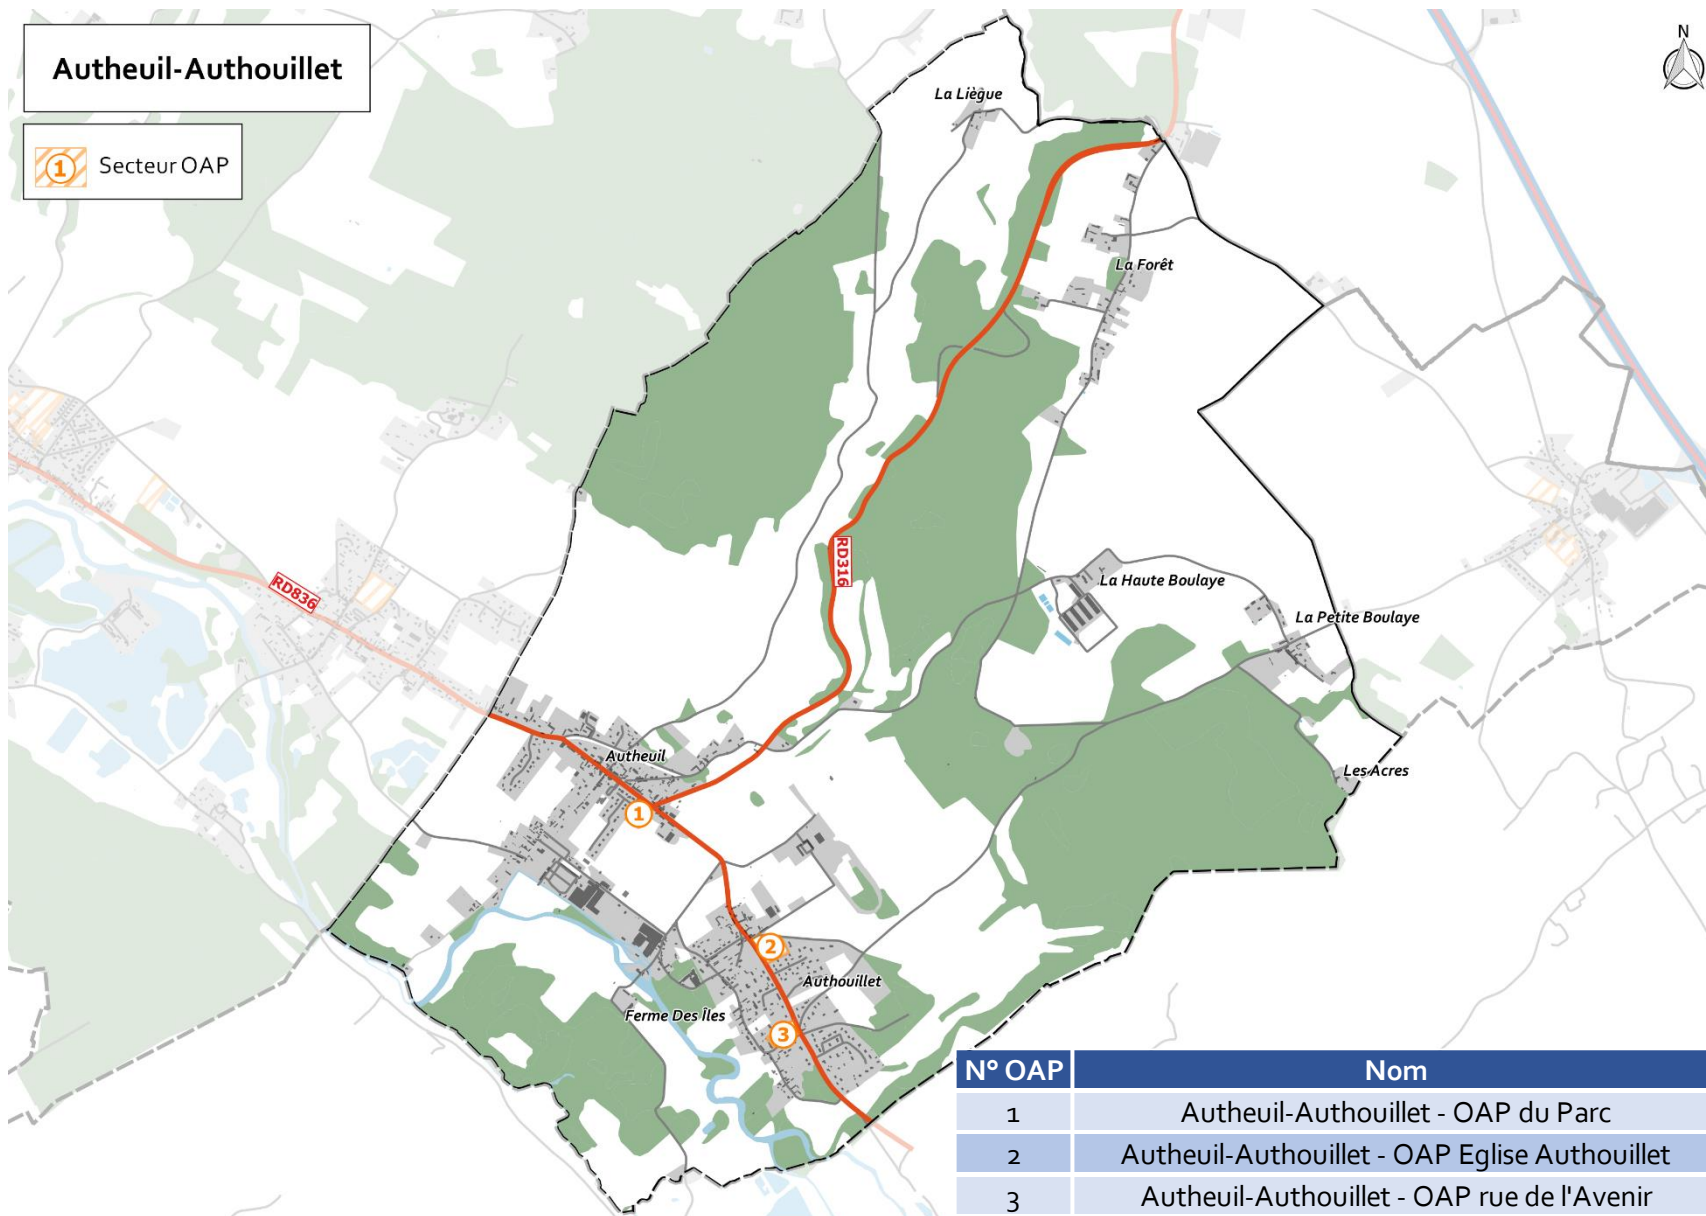 Autheuil-Authouillet
N
1 Secteur OAP
La Liègue
La Forêt
RD316
RD836
La Haute Boulaye
La Petite Boulaye
Autheuil
Les Acres
1
2
Authouillet
Ferme Des Îles
3
N° OAP Nom
1 Autheuil-Authouillet - OAP du Parc
2 Autheuil-Authouillet - OAP Eglise Authouillet
3 Autheuil-Authouillet - OAP rue de l'Avenir